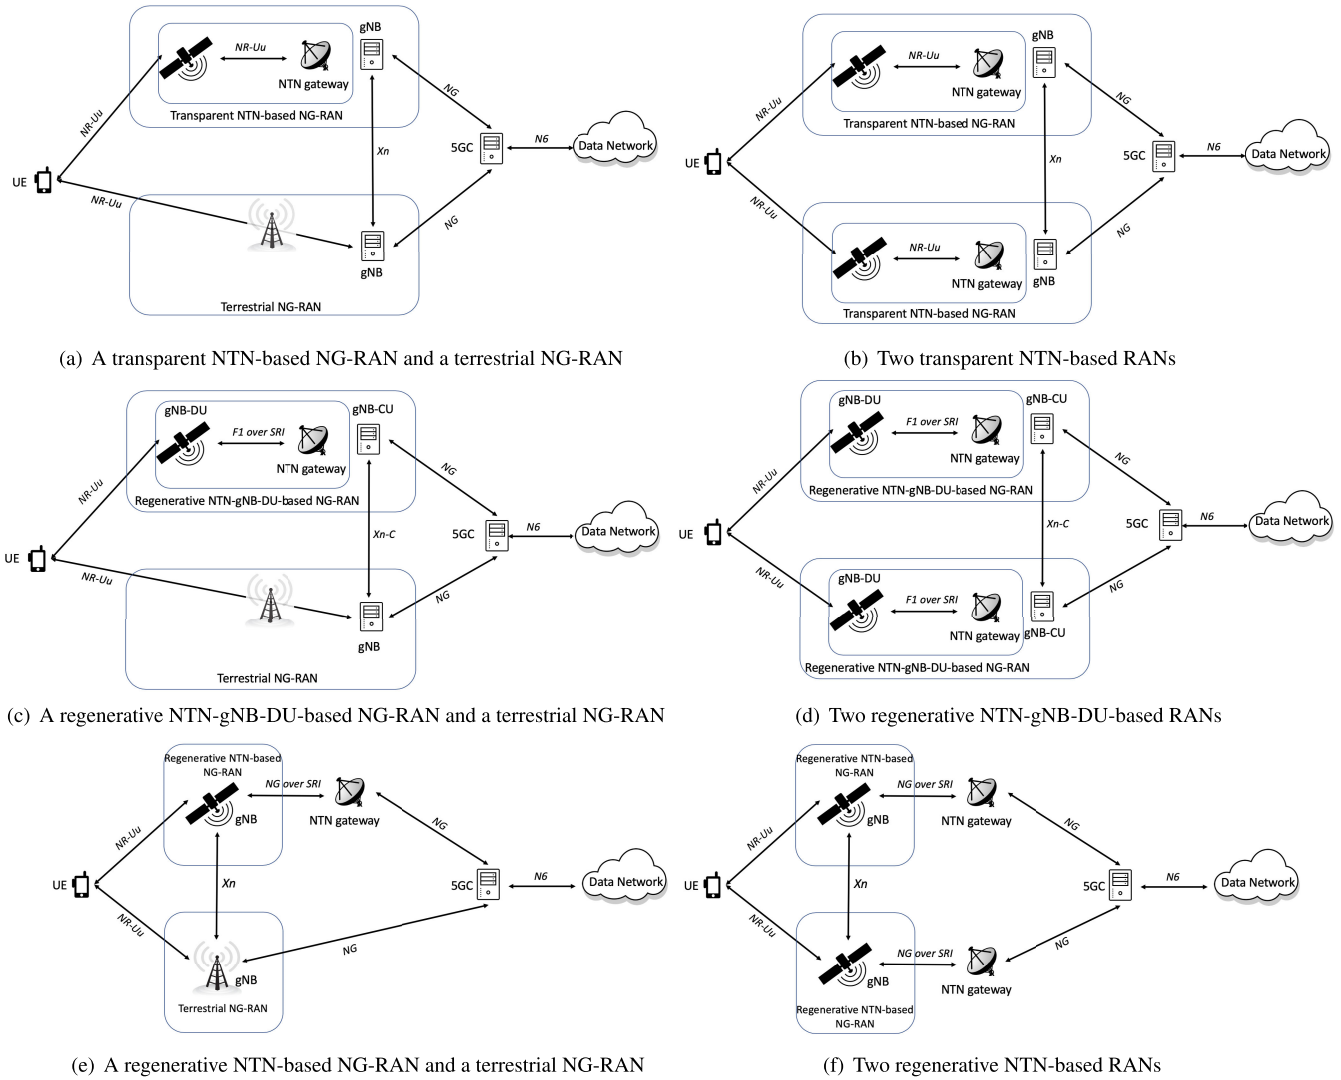 gNB
NR-Uu
NTN gateway
Transparent NTN-based NG-RAN
NR-Uu
NG
Xn
5GC
N6
Data Network
UE
NR-Uu
NG
gNB
Terrestrial NG-RAN
(a) A transparent NTN-based NG-RAN and a terrestrial NG-RAN
gNB
NR-Uu
NTN gateway
Transparent NTN-based NG-RAN
NR-Uu
NG
Xn
5GC
N6
Data Network
UE
NR-Uu
NR-Uu
NG
NTN gateway
gNB
Transparent NTN-based NG-RAN
(b) Two transparent NTN-based RANs
gNB-DU
gNB-CU
F1 over SRI
NTN gateway
Regenerative NTN-gNB-DU-based NG-RAN
NR-Uu
NG
Xn-C
5GC
N6
Data Network
UE
NR-Uu
NG
gNB
Terrestrial NG-RAN
(c) A regenerative NTN-gNB-DU-based NG-RAN and a terrestrial NG-RAN
gNB-DU
gNB-CU
F1 over SRI
NTN gateway
Regenerative NTN-gNB-DU-based NG-RAN
NR-Uu
NG
Xn-C
5GC
N6
Data Network
UE
NR-Uu
gNB-DU
F1 over SRI
NG
NTN gateway
gNB-CU
Regenerative NTN-gNB-DU-based NG-RAN
(d) Two regenerative NTN-gNB-DU-based RANs
Regenerative NTN-based
NG-RAN
NG over SRI
gNB
NTN gateway
NR-Uu
NG
Xn
UE
5GC
N6
Data Network
NR-Uu
NG
gNB
Terrestrial NG-RAN
(e) A regenerative NTN-based NG-RAN and a terrestrial NG-RAN
Regenerative NTN-based
NG-RAN
NG over SRI
gNB
NTN gateway
NR-Uu
NG
Xn
UE
5GC
N6
Data Network
NR-Uu
NG over SRI
NG
gNB
NTN gateway
Regenerative NTN-based
NG-RAN
(f) Two regenerative NTN-based RANs